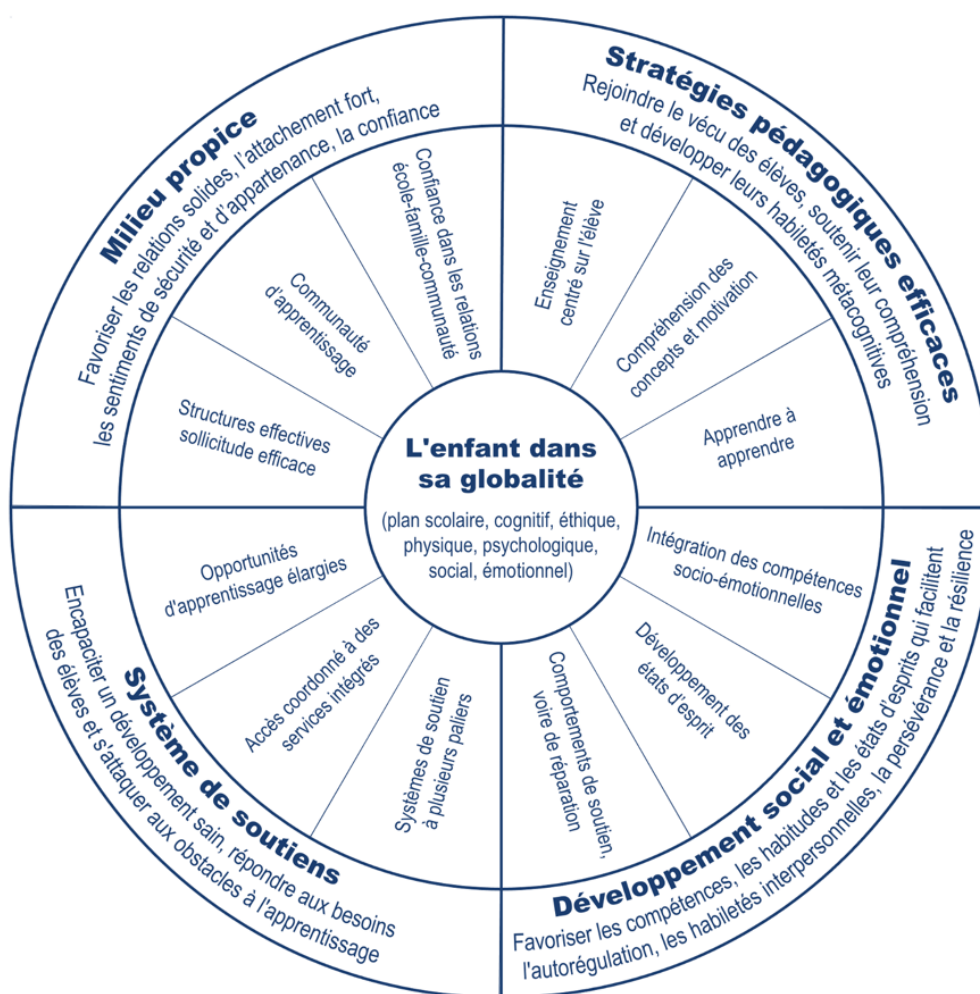 Milieu propice
Favoriser les relations solides, l'attachement fort,
les sentiments de sécurité et d'appartenance, la confiance
Structures effectives
sollicitude efficace
Communauté
d'apprentissage
Confiance dans les relations
école-famille-communauté
Stratégies pédagogiques efficaces
Rejoindre le vécu des élèves, soutenir leur compréhension
et développer leurs habiletés métacognitives
Enseignement
centré sur l'élève
Compréhension des
concepts et motivation
Apprendre à
apprendre
L'enfant dans
sa globalité
(plan scolaire, cognitif, éthique,
physique, psychologique,
social, émotionnel)
Intégration des compétences
socio-émotionnelles
Développement des
états d'esprit
Comportements de soutien,
voire de réparation
Développement social et émotionnel
Favoriser les compétences, les habitudes et les états d'esprits qui facilitent
l'autorégulation, les habiletés interpersonnelles, la persévérance et la résilience
Opportunités
d'apprentissage élargies
Accès coordonné à des
services intégrés
Systèmes de soutien
à plusieurs paliers
Système de soutiens
Encapaciter un développement sain, répondre aux besoins
des élèves et s'attaquer aux obstacles à l'apprentissage